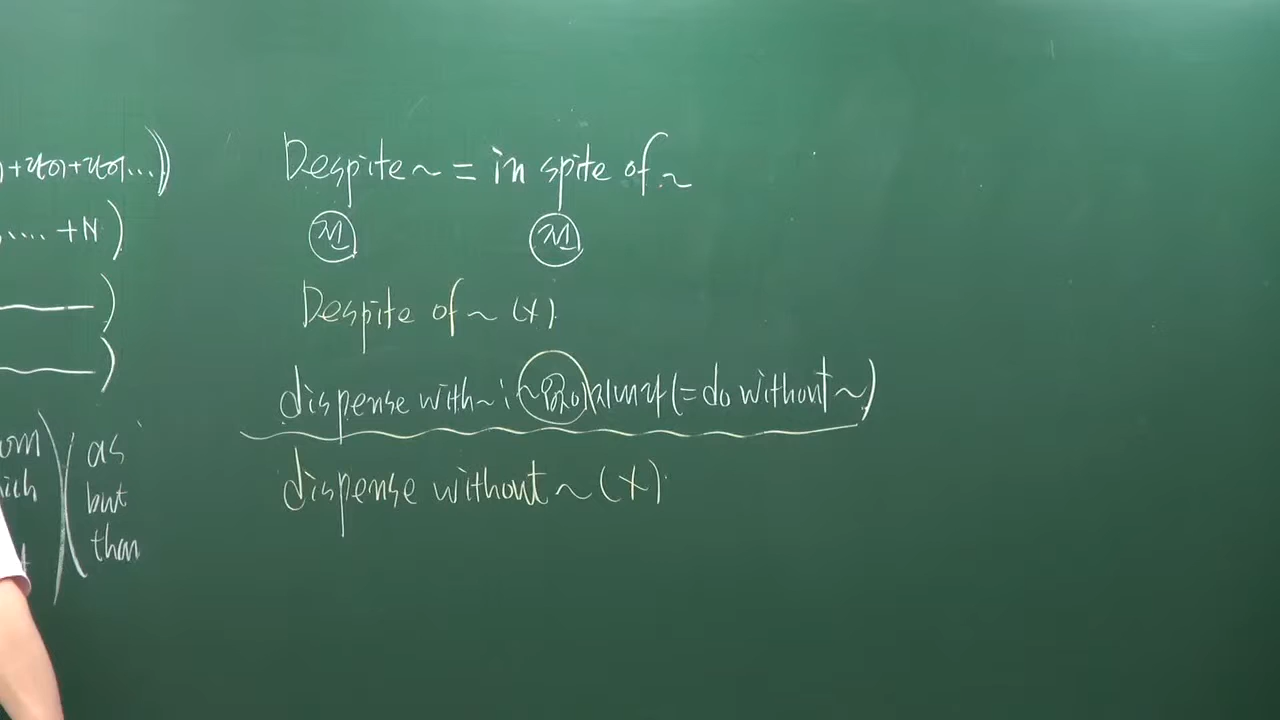 ..... + N)
Despite ~ = in spite of ~
전 전
Despite of ~ (X)
dispense with ~ : ~ 없이 지내다 (= do without ~)
dispense without ~ (X)
as
but
than